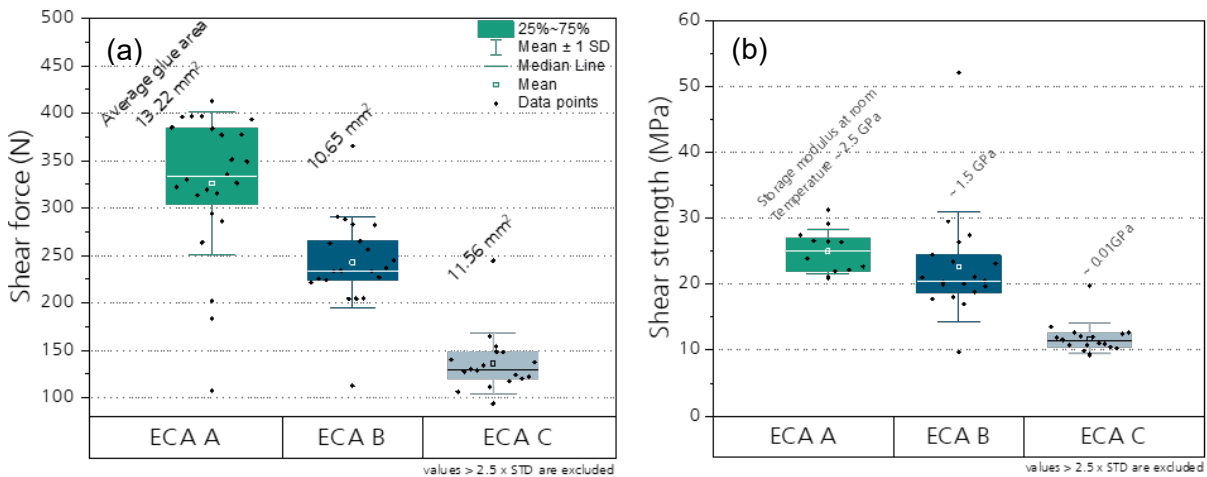 (a)
Shear force (N)
500
450
400
350
300
250
200
150
100
25%~75%
Mean ± 1 SD
Median Line
Mean
Data points
Average glue area
13.22 mm²
10.65 mm²
11.56 mm²
ECA A
ECA B
ECA C
values > 2.5 x STD are excluded
(b)
Shear strength (MPa)
60
50
40
30
20
10
0
Storage modulus at room
Temperature ~ 2.5 GPa
~ 1.5 GPa
~ 0.01GPa
ECA A
ECA B
ECA C
values > 2.5 x STD are excluded